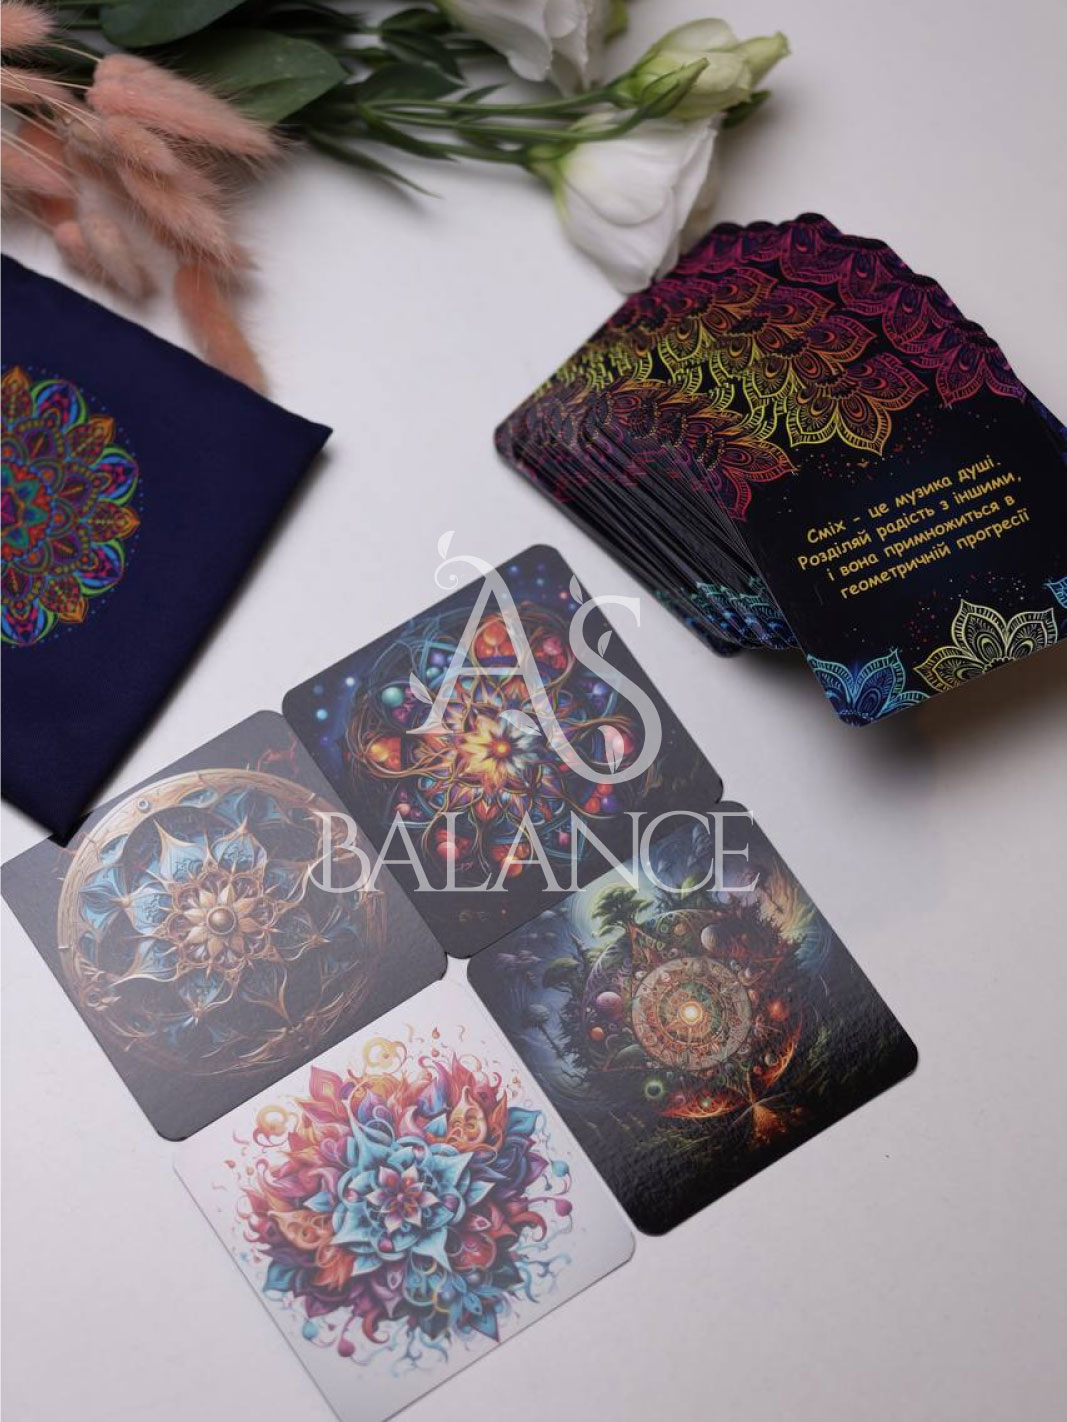 Сміх - це музика душі.
Розділяй радість з іншими,
і вона примножиться в
геометричній прогресії
AS
BALANCE